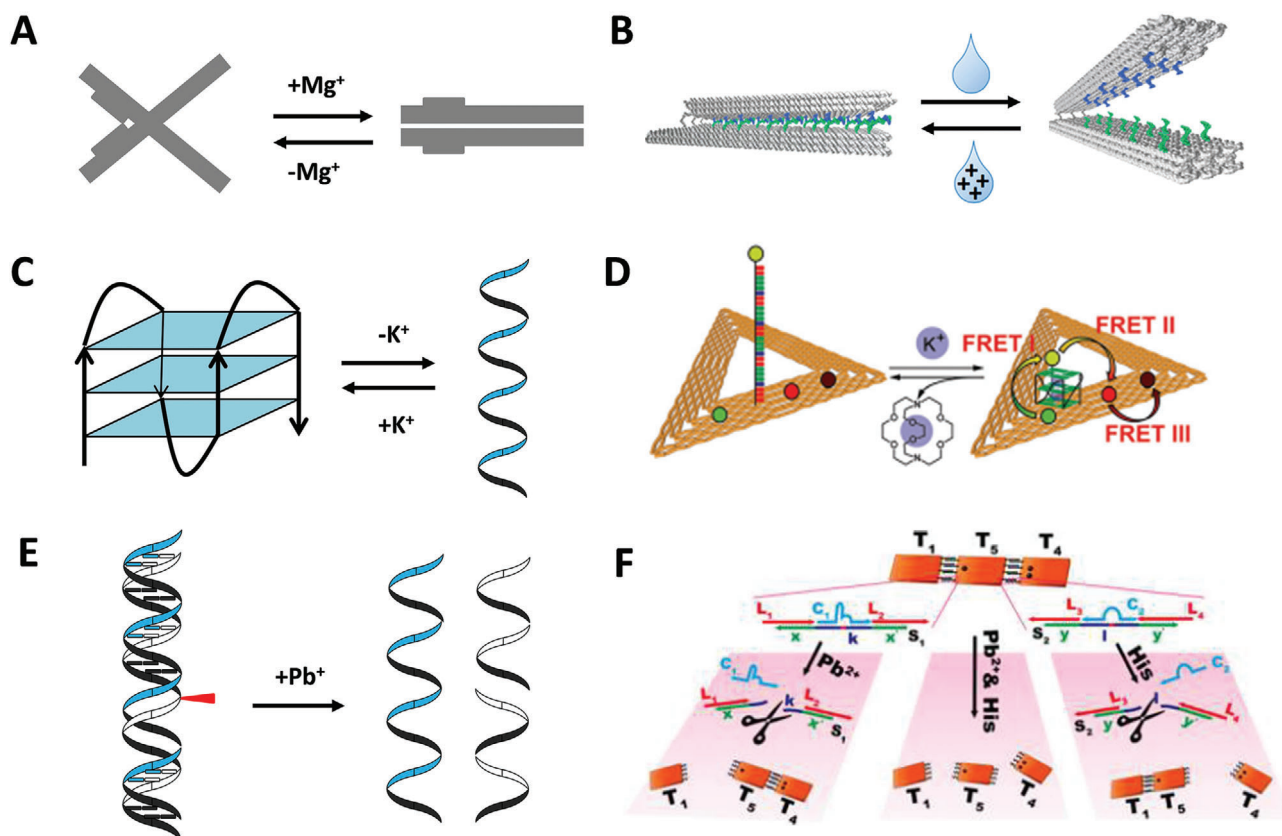 A
+Mg⁺
-Mg⁺
B
+ +
+ +
C
-K⁺
+K⁺
D
K⁺
FRET I
FRET II
FRET III
N
O O
O O
O O
N
E
+Pb⁺
F
T₁ T₅ T₄
L₁ C₁ L₂
x k x' S₁
L₃ C₂ L₄
S₂ y l y'
Pb²⁺
Pb²⁺& His
His
C₁
L₁ k L₂
x x' S₁
C₂
L₃ l
S₂ y y' L₄
T₁ T₅ T₄
T₁ T₅ T₄
T₁ T₅ T₄